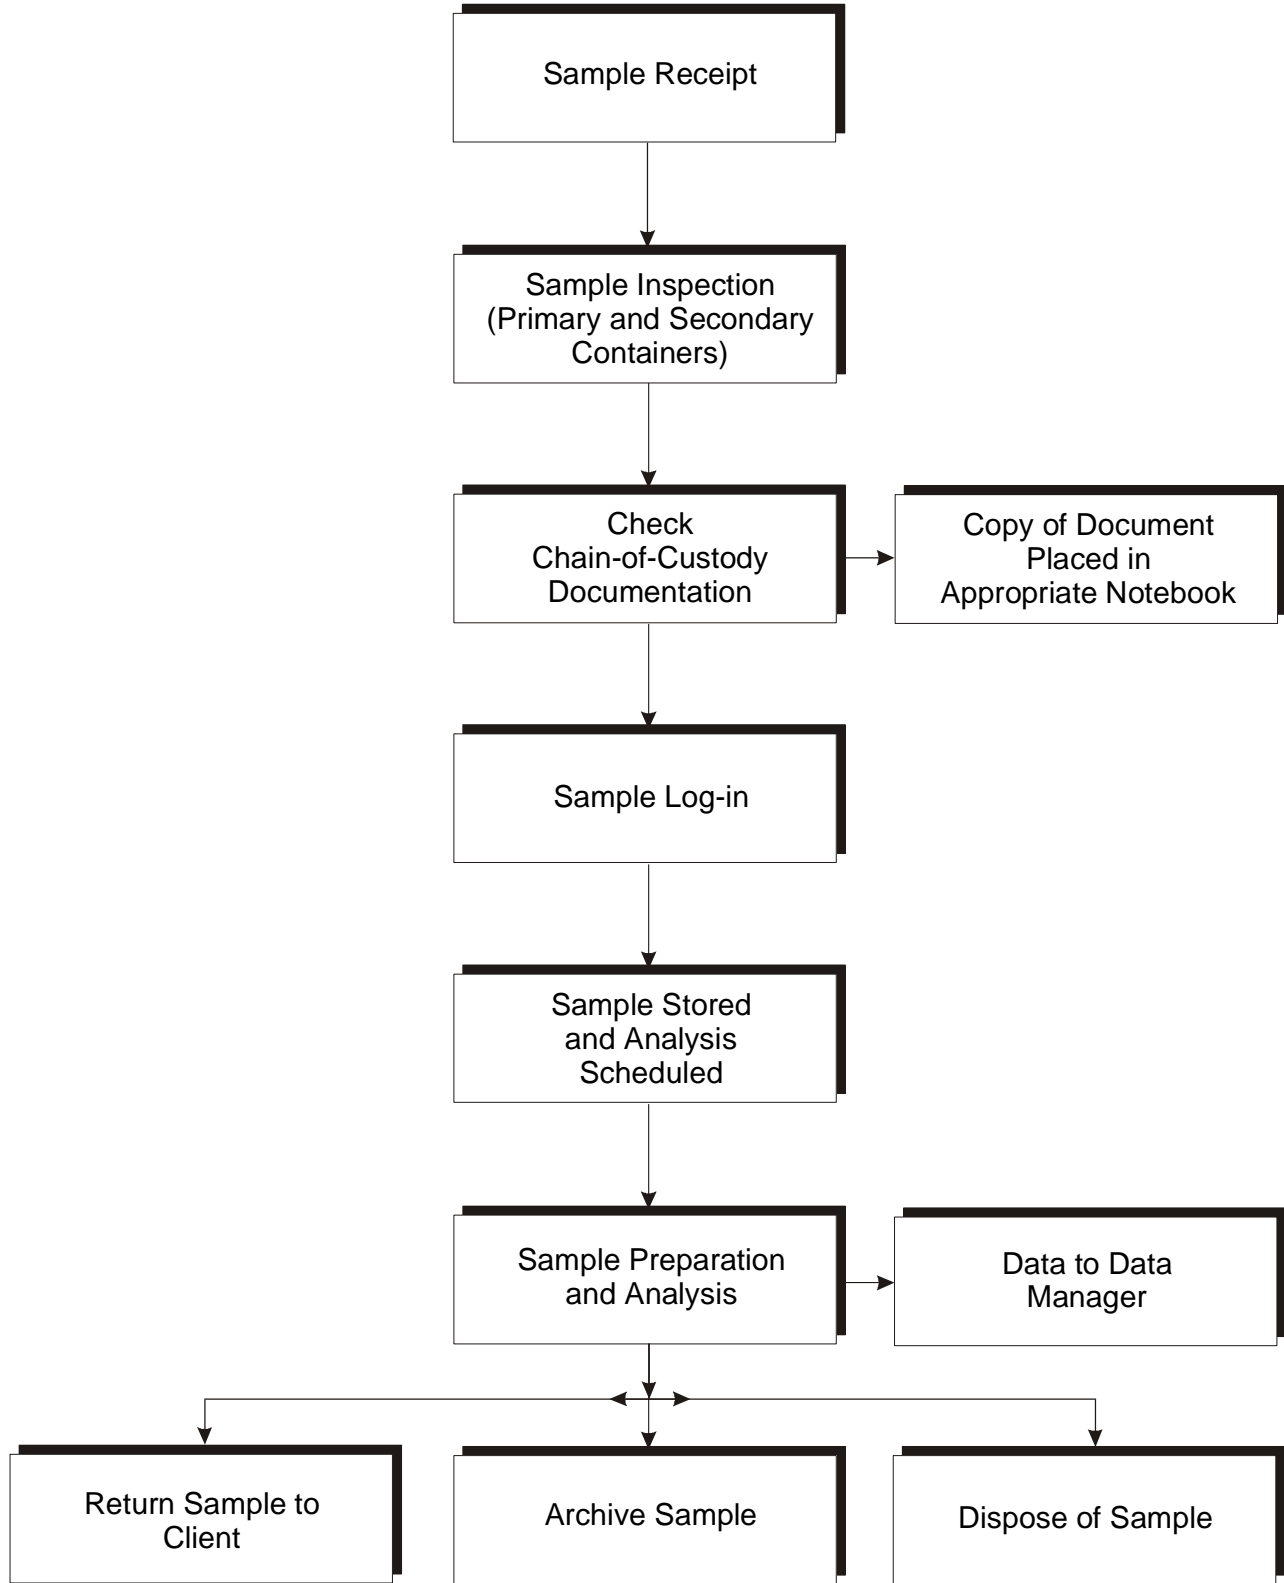 Sample Receipt
Sample Inspection
(Primary and Secondary
Containers)
Check
Chain-of-Custody
Documentation
Copy of Document
Placed in
Appropriate Notebook
Sample Log-in
Sample Stored
and Analysis
Scheduled
Sample Preparation
and Analysis
Data to Data
Manager
Return Sample to
Client
Archive Sample
Dispose of Sample